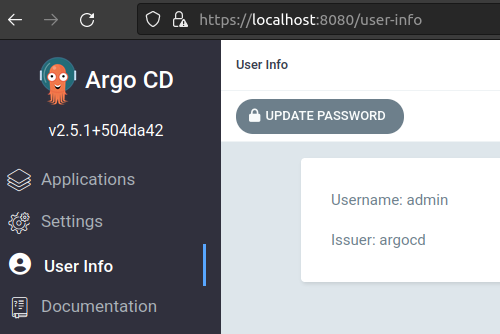 https://localhost:8080/user-info
Argo CD
v2.5.1+504da42
Applications
Settings
User Info
Documentation
User Info
UPDATE PASSWORD
Username: admin
Issuer: argocd